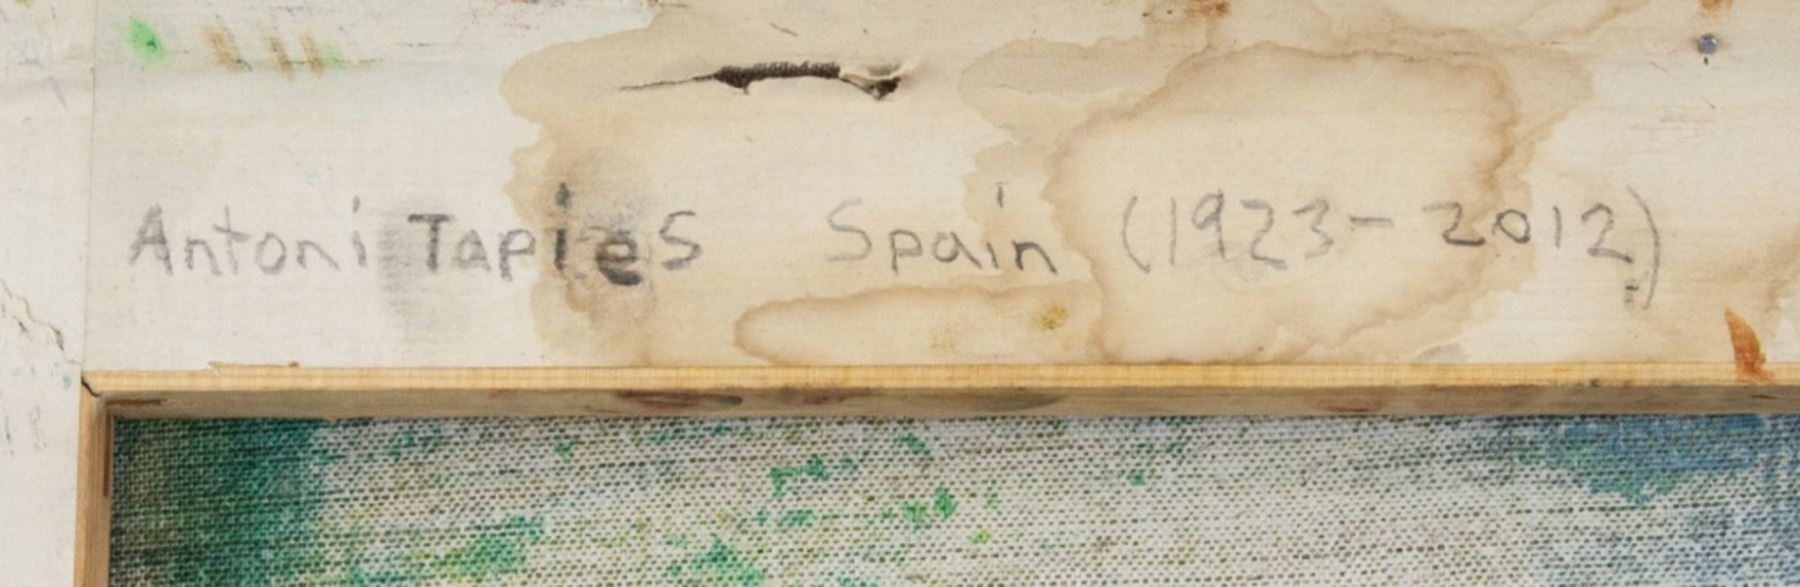 Antoni Tapies Spain (1923-2012)